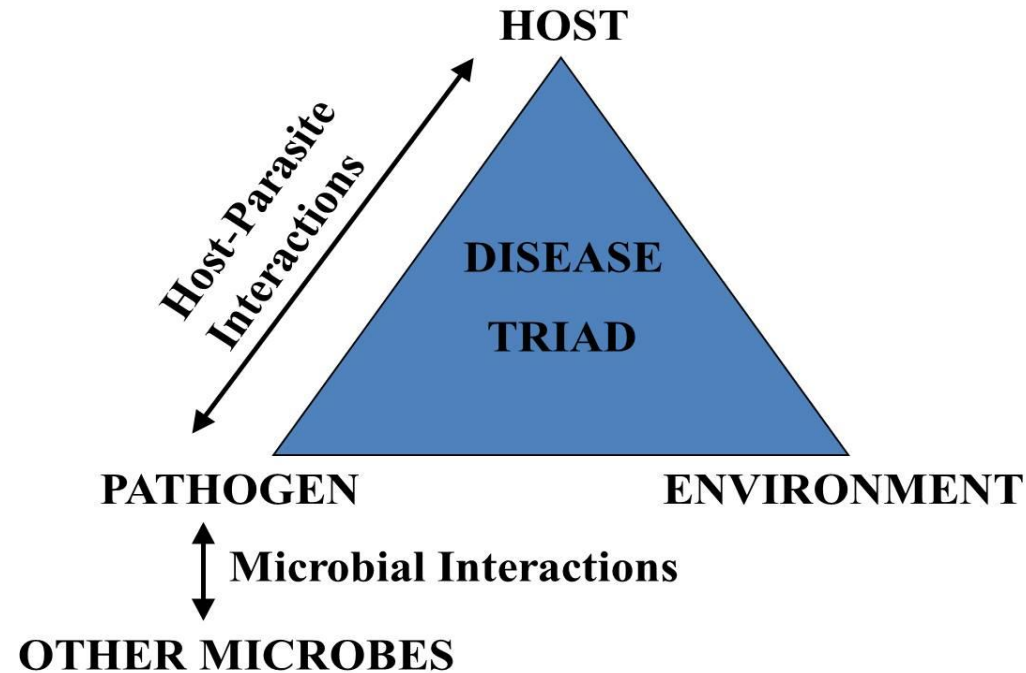 HOST
Host-Parasite
Interactions
DISEASE
TRIAD
PATHOGEN
ENVIRONMENT
Microbial Interactions
OTHER MICROBES